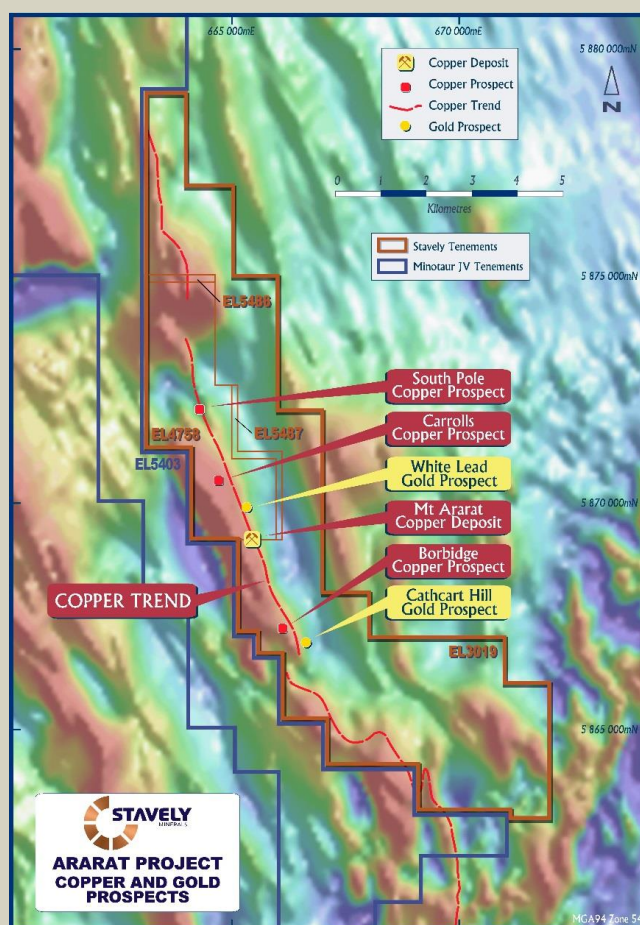 665 000mE
670 000mE
5 880 000mN
Copper Deposit
Copper Prospect
Copper Trend
Gold Prospect
N
0 1 2 3 4 5
Kilometres
Stavely Tenements
Minotaur JV Tenements
5 875 000mN
EL5486
South Pole
Copper Prospect
EL4758
Carrolls
Copper Prospect
EL5487
EL5403
White Lead
Gold Prospect
5 870 000mN
Mt Ararat
Copper Deposit
Borbidge
Copper Prospect
COPPER TREND
Cathcart Hill
Gold Prospect
EL3019
5 865 000mN
STAVELY
MINERALS
ARARAT PROJECT
COPPER AND GOLD
PROSPECTS
MGA94 Zone 54